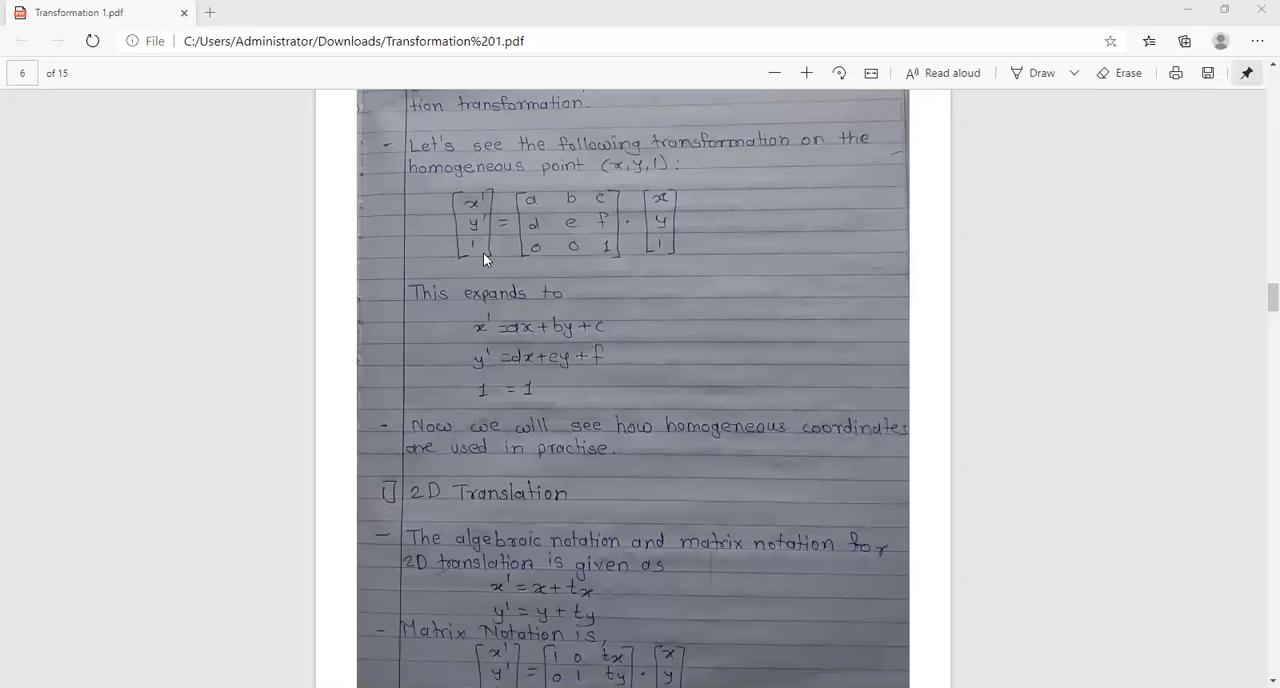 Transformation 1.pdf
File
C:/Users/Administrator/Downloads/Transformation%201.pdf
6 of 15
Read aloud
Draw
Erase
tion transformation.
- Let's see the following transformation on the
homogeneous point (x,y,1):
[x'] = [a b c] . [x]
[y'] [d e f] [y]
[1] [0 0 1] [1]
This expands to
x' = ax + by + c
y' = dx + ey + f
1 = 1
- Now we will see how homogeneous coordinates
are used in practise.
1] 2D Translation
- The algebraic notation and matrix notation for
2D translation is given as
x' = x + tx
y' = y + ty
- Matrix Notation is,
[x'] = [1 0 tx] . [x]
[y'] [0 1 ty] [y]